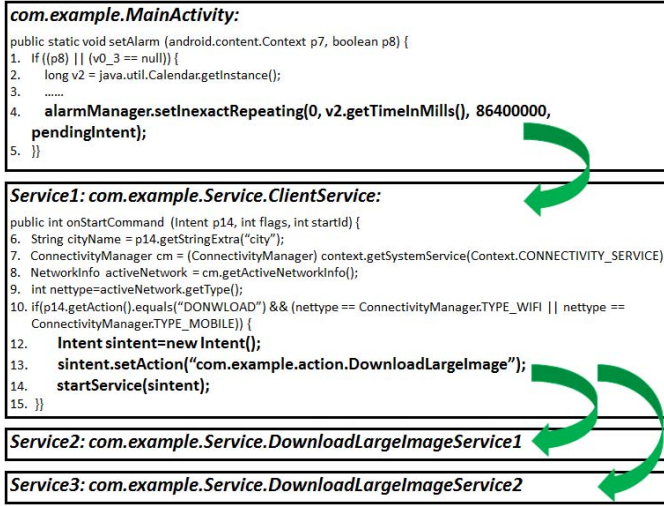 com.example.MainActivity:
public static void setAlarm (android.content.Context p7, boolean p8) {
1. If ((p8) || (v0_3 == null)) {
2. long v2 = java.util.Calendar.getInstance();
3. ......
4. alarmManager.setInexactRepeating(0, v2.getTimeInMills(), 86400000,
pendingIntent);
5. }}
Service1: com.example.Service.ClientService:
public int onStartCommand (Intent p14, int flags, int startId) {
6. String cityName = p14.getStringExtra(“city”);
7. ConnectivityManager cm = (ConnectivityManager) context.getSystemService(Context.CONNECTIVITY_SERVICE)
8. NetworkInfo activeNetwork = cm.getActiveNetworkInfo();
9. int nettype=activeNetwork.getType();
10. if(p14.getAction().equals(“DONWLOAD”) && (nettype == ConnectivityManager.TYPE_WIFI || nettype ==
ConnectivityManager.TYPE_MOBILE)) {
12. Intent sintent=new Intent();
13. sintent.setAction(“com.example.action.DownloadLargeImage”);
14. startService(sintent);
15. }}
Service2: com.example.Service.DownloadLargeImageService1
Service3: com.example.Service.DownloadLargeImageService2